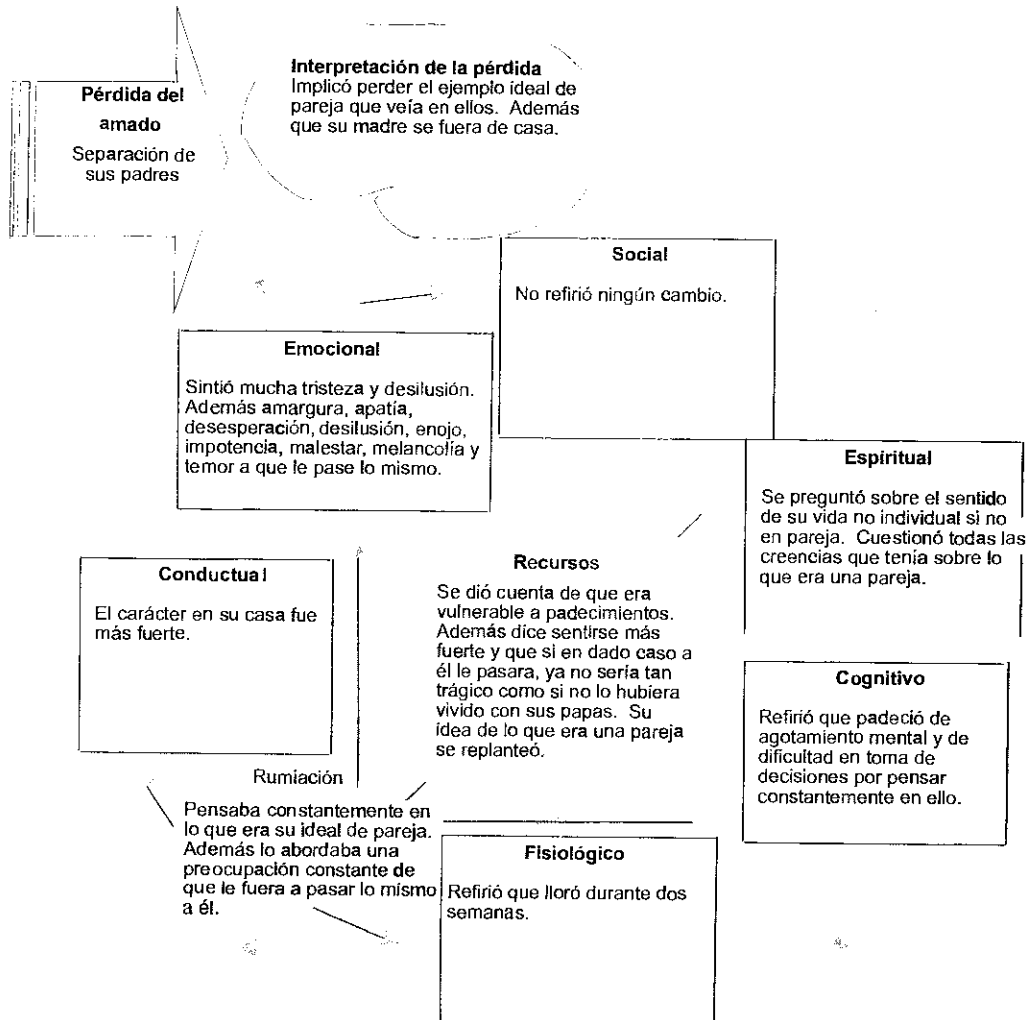 Pérdida del
amado
Separación de
sus padres
Interpretación de la pérdida
Implicó perder el ejemplo ideal de
pareja que veía en ellos. Además
que su madre se fuera de casa.
Social
No refirió ningún cambio.
Emocional
Sintió mucha tristeza y desilusión.
Además amargura, apatía,
desesperación, desilusión, enojo,
impotencia, malestar, melancolía y
temor a que le pase lo mismo.
Espiritual
Se preguntó sobre el sentido
de su vida no individual si no
en pareja. Cuestionó todas las
creencias que tenía sobre lo
que era una pareja.
Conductual
El carácter en su casa fue
más fuerte.
Recursos
Se dió cuenta de que era
vulnerable a padecimientos.
Además dice sentirse más
fuerte y que si en dado caso a
él le pasara, ya no sería tan
trágico como si no lo hubiera
vivido con sus papas. Su
idea de lo que era una pareja
se replanteó.
Cognitivo
Refirió que padeció de
agotamiento mental y de
dificultad en toma de
decisiones por pensar
constantemente en ello.
Rumiación
Pensaba constantemente en
lo que era su ideal de pareja.
Además lo abordaba una
preocupación constante de
que le fuera a pasar lo mismo
a él.
Fisiológico
Refirió que lloró durante dos
semanas.